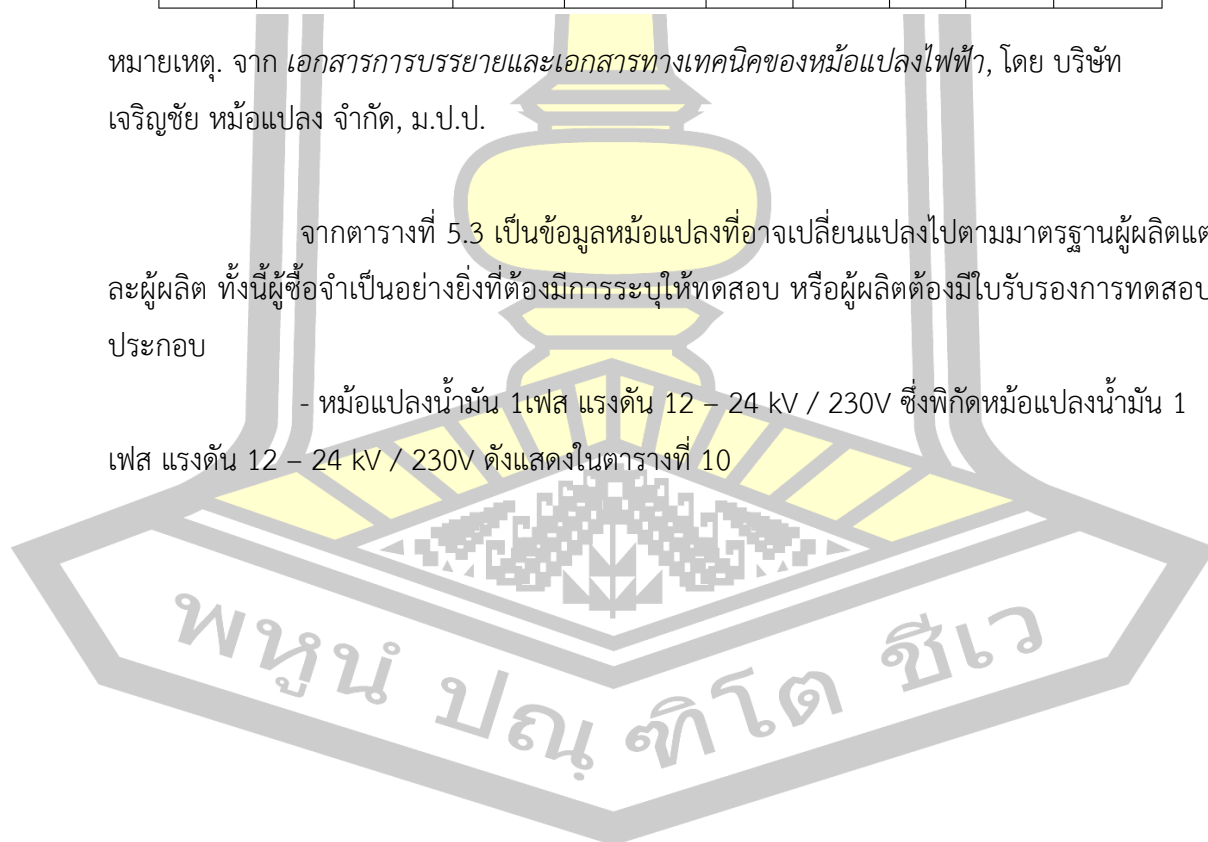 หมายเหตุ. จาก เอกสารการบรรยายและเอกสารทางเทคนิคของหม้อแปลงไฟฟ้า, โดย บริษัท
เจริญชัย หม้อแปลง จำกัด, ม.ป.ป.
จากตารางที่ 5.3 เป็นข้อมูลหม้อแปลงที่อาจเปลี่ยนแปลงไปตามมาตรฐานผู้ผลิตแต่
ละผู้ผลิต ทั้งนี้ผู้ซื้อจำเป็นอย่างยิ่งที่ต้องมีการระบุให้ทดสอบ หรือผู้ผลิตต้องมีใบรับรองการทดสอบ
ประกอบ
- หม้อแปลงน้ำมัน 1เฟส แรงดัน 12 – 24 kV / 230V ซึ่งพิกัดหม้อแปลงน้ำมัน 1
เฟส แรงดัน 12 – 24 kV / 230V ดังแสดงในตารางที่ 10
พหูนํ ปณฺฑิโต ชีเว